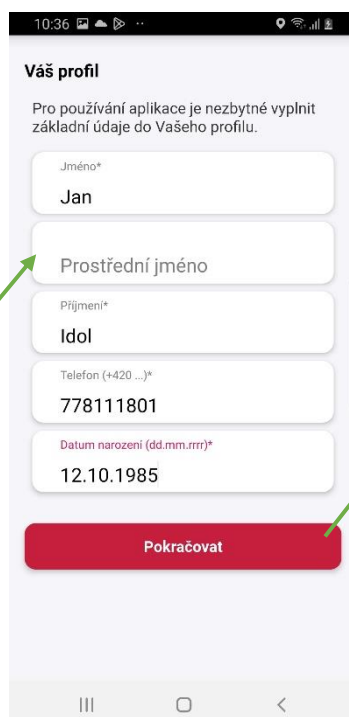 10:36
Váš profil
Pro používání aplikace je nezbytné vyplnit
základní údaje do Vašeho profilu.
Jméno*
Jan
Prostřední jméno
Příjmení*
Idol
Telefon (+420 ...)*
778111801
Datum narození (dd.mm.rrrr)*
12.10.1985
Pokračovat